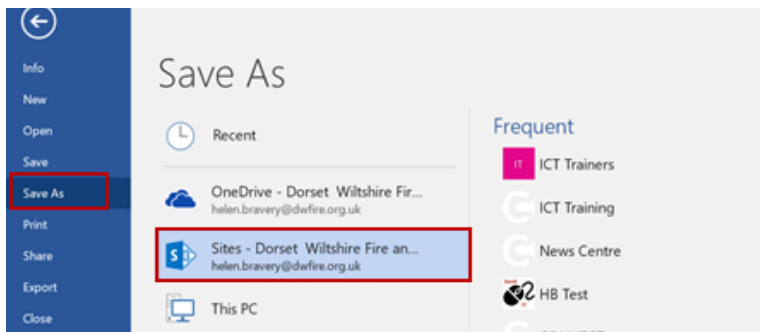 Info
New
Open
Save
Save As
Print
Share
Export
Close
Save As
Recent
OneDrive - Dorset Wiltshire Fir...
helen.bravery@dwfire.org.uk
Sites - Dorset Wiltshire Fire an...
helen.bravery@dwfire.org.uk
This PC
Frequent
IT ICT Trainers
ICT Training
News Centre
HB Test